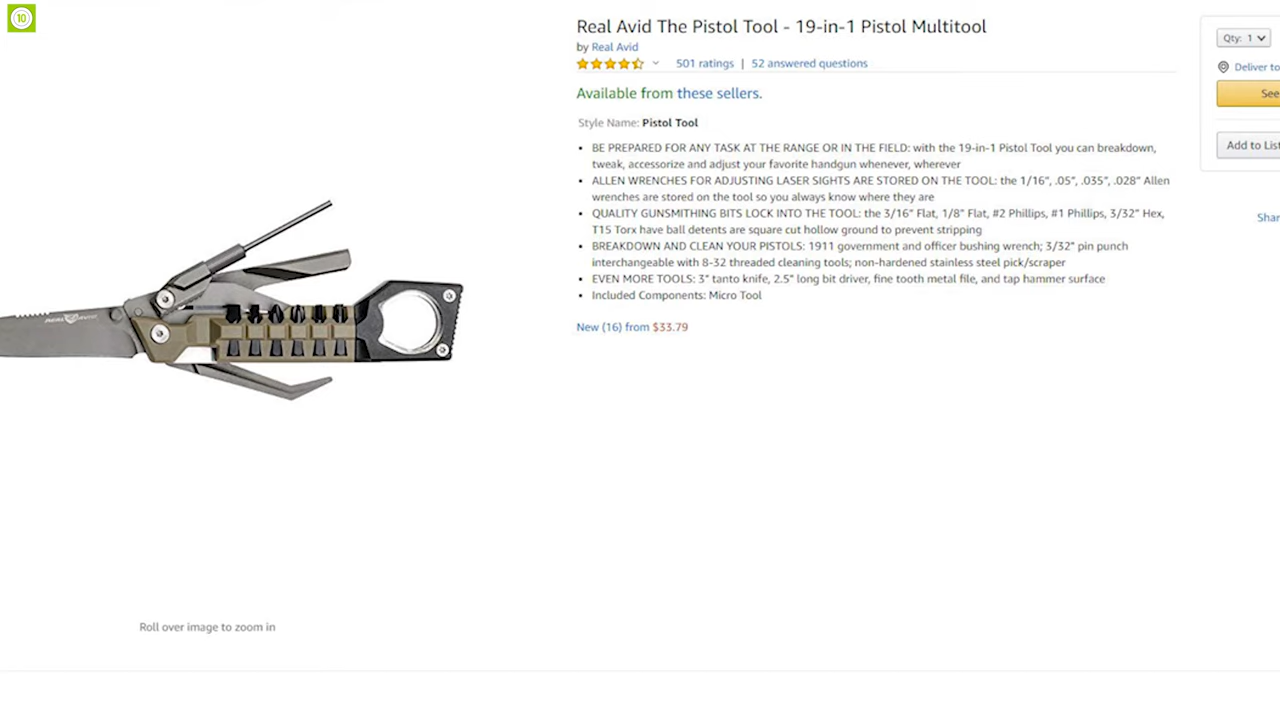 10
Real Avid The Pistol Tool - 19-in-1 Pistol Multitool
by Real Avid
501 ratings | 52 answered questions
Available from these sellers.
Style Name: Pistol Tool
• BE PREPARED FOR ANY TASK AT THE RANGE OR IN THE FIELD: with the 19-in-1 Pistol Tool you can breakdown,
tweak, accessorize and adjust your favorite handgun whenever, wherever
• ALLEN WRENCHES FOR ADJUSTING LASER SIGHTS ARE STORED ON THE TOOL: the 1/16", .05", .035", .028" Allen
wrenches are stored on the tool so you always know where they are
• QUALITY GUNSMITHING BITS LOCK INTO THE TOOL: the 3/16" Flat, 1/8" Flat, #2 Phillips, #1 Phillips, 3/32" Hex,
T15 Torx have ball detents are square cut hollow ground to prevent stripping
• BREAKDOWN AND CLEAN YOUR PISTOLS: 1911 government and officer bushing wrench; 3/32" pin punch
interchangeable with 8-32 threaded cleaning tools; non-hardened stainless steel pick/scraper
• EVEN MORE TOOLS: 3" tanto knife, 2.5" long bit driver, fine tooth metal file, and tap hammer surface
• Included Components: Micro Tool
New (16) from $33.79
Qty: 1
Deliver to
See
Add to List
Shar
Roll over image to zoom in